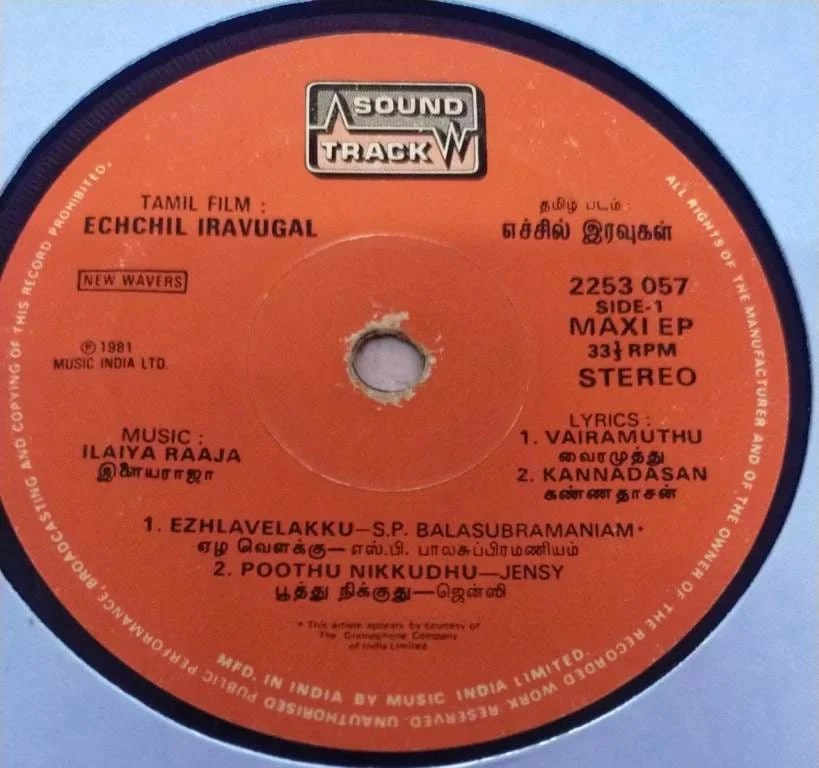 SOUND
TRACK
TAMIL FILM :
ECHCHIL IRAVUGAL
NEW WAVERS
℗ 1981
MUSIC INDIA LTD.
தமிழ் படம் :
எச்சில் இரவுகள்
2253 057
SIDE-1
MAXI EP
33⅓ RPM
STEREO
MUSIC :
ILAIYA RAAJA
இளையராஜா
LYRICS :
1. VAIRAMUTHU
வைரமுத்து
2. KANNADASAN
கண்ணதாசன்
1. EZHLAVELAKKU—S.P. BALASUBRAMANIAM*
ஏழ வெளக்கு—எஸ்.பி. பாலசுப்பிரமணியம்
2. POOTHU NIKKUDHU—JENSY
பூத்து நிக்குது—ஜென்ஸி
* This artiste appears by courtesy of
The Gramophone Company
of India Limited
MFD. IN INDIA BY MUSIC INDIA LIMITED.
ALL RIGHTS OF THE MANUFACTURER AND OF THE OWNER OF THE RECORDED WORK RESERVED. UNAUTHORISED PUBLIC PERFORMANCE, BROADCASTING AND COPYING OF THIS RECORD PROHIBITED.